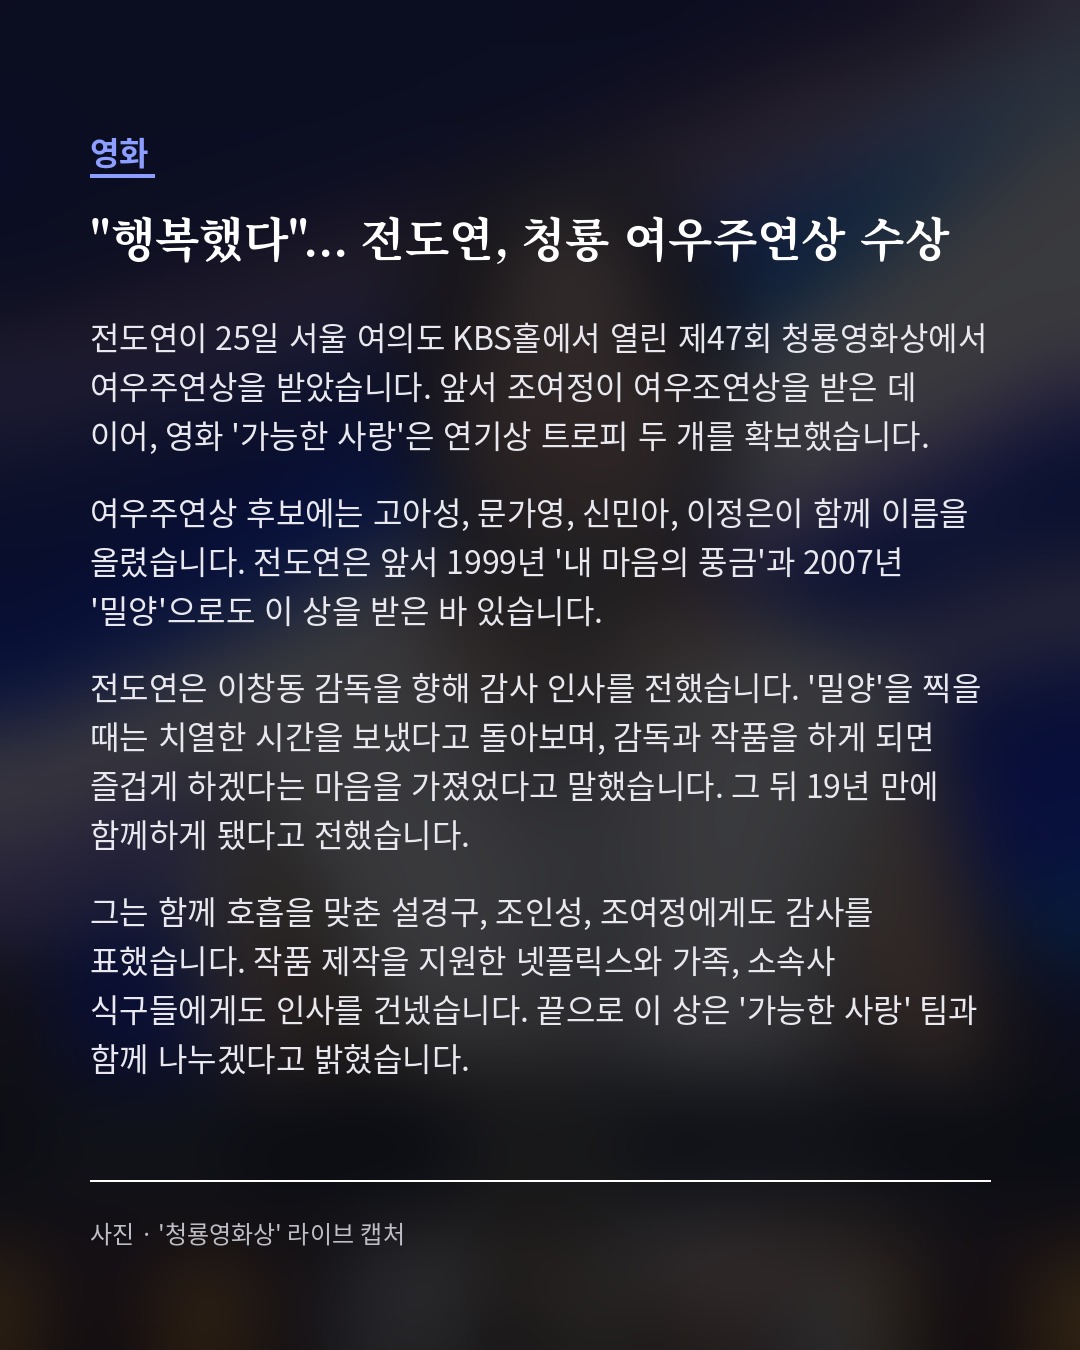 영화
"행복했다"... 전도연, 청룡 여우주연상 수상
전도연이 25일 서울 여의도 KBS홀에서 열린 제47회 청룡영화상에서
여우주연상을 받았습니다. 앞서 조여정이 여우조연상을 받은 데
이어, 영화 '가능한 사랑'은 연기상 트로피 두 개를 확보했습니다.
여우주연상 후보에는 고아성, 문가영, 신민아, 이정은이 함께 이름을
올렸습니다. 전도연은 앞서 1999년 '내 마음의 풍금'과 2007년
'밀양'으로도 이 상을 받은 바 있습니다.
전도연은 이창동 감독을 향해 감사 인사를 전했습니다. '밀양'을 찍을
때는 치열한 시간을 보냈다고 돌아보며, 감독과 작품을 하게 되면
즐겁게 하겠다는 마음을 가졌었다고 말했습니다. 그 뒤 19년 만에
함께하게 됐다고 전했습니다.
그는 함께 호흡을 맞춘 설경구, 조인성, 조여정에게도 감사를
표했습니다. 작품 제작을 지원한 넷플릭스와 가족, 소속사
식구들에게도 인사를 건넸습니다. 끝으로 이 상은 '가능한 사랑' 팀과
함께 나누겠다고 밝혔습니다.
사진 · '청룡영화상' 라이브 캡처